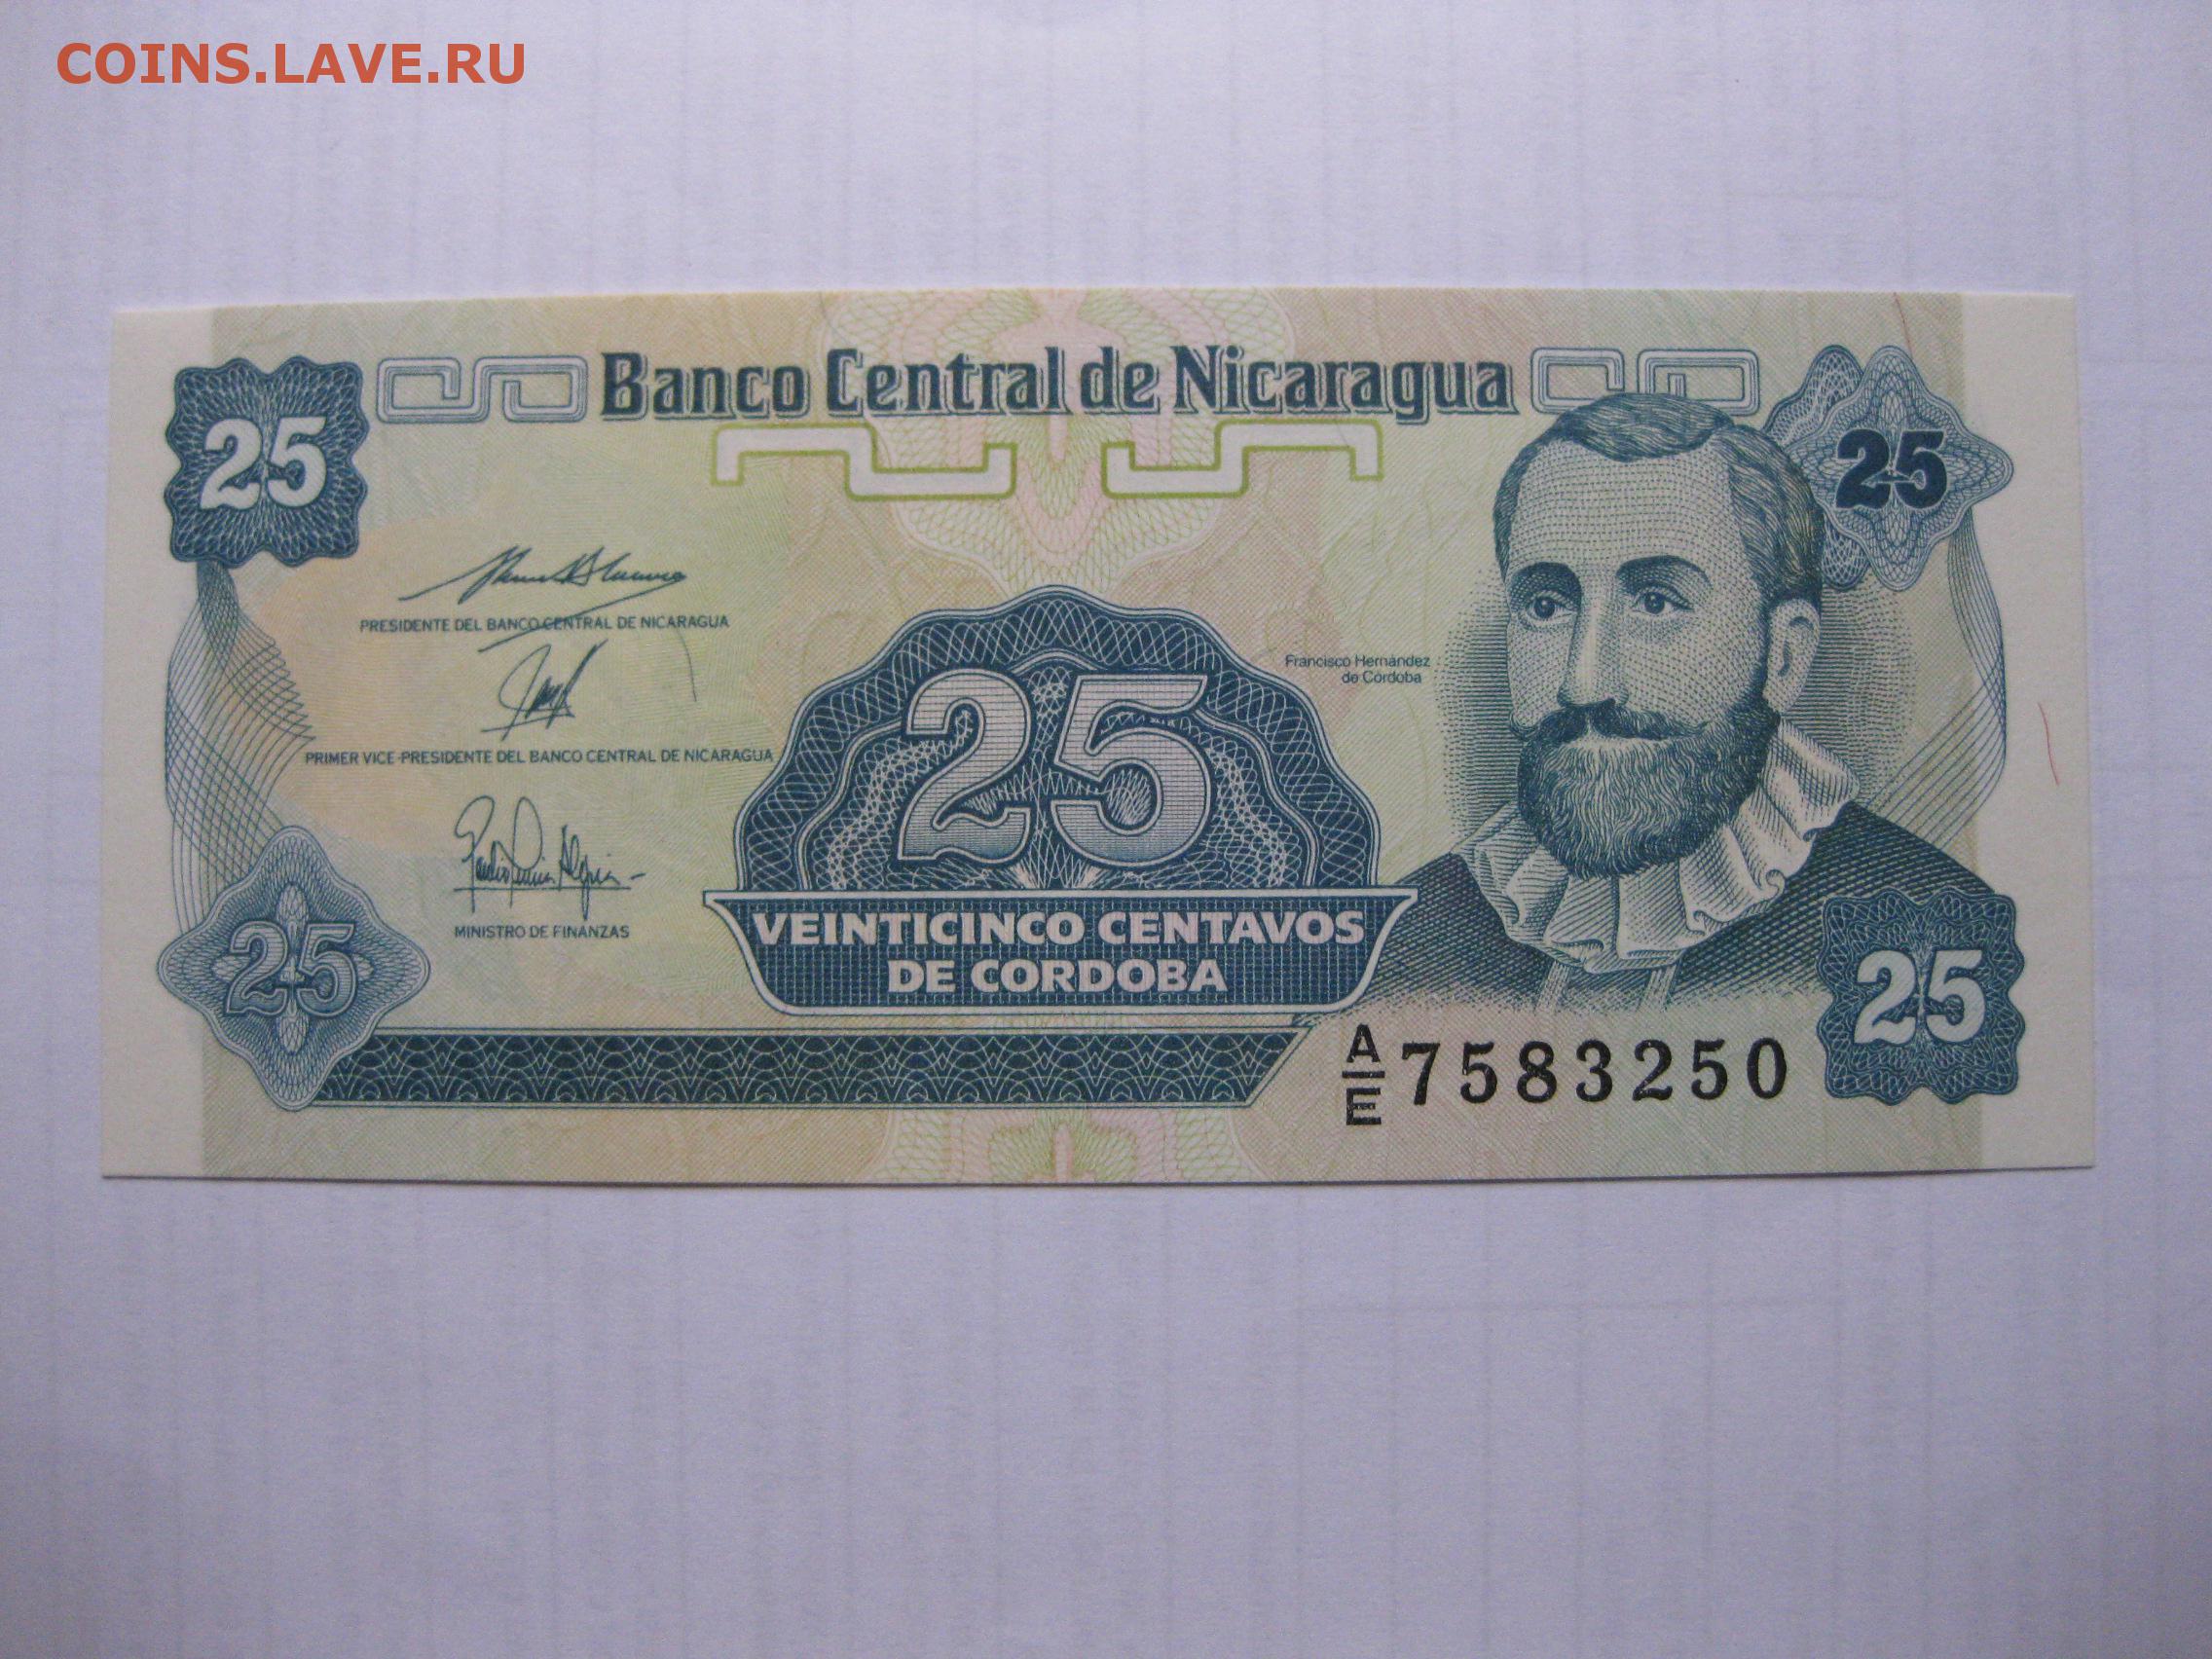 COINS.LAVE.RU
Banco Central de Nicaragua
25
25
PRESIDENTE DEL BANCO CENTRAL DE NICARAGUA
Francisco Hernández
de Córdoba
25
PRIMER VICE-PRESIDENTE DEL BANCO CENTRAL DE NICARAGUA
MINISTRO DE FINANZAS
VEINTICINCO CENTAVOS
DE CORDOBA
25
25
A/E 7583250